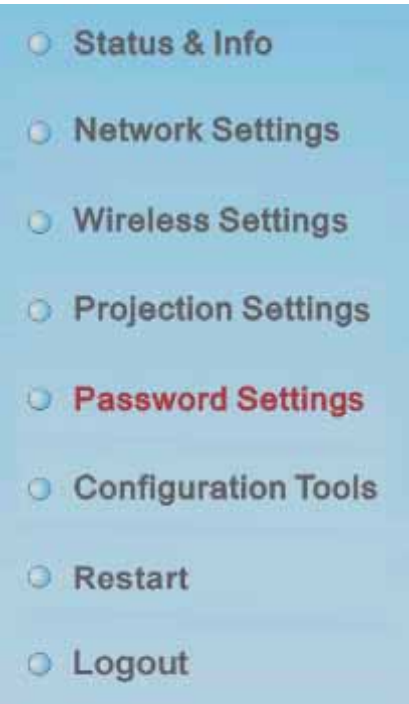 Status & Info
Network Settings
Wireless Settings
Projection Settings
Password Settings
Configuration Tools
Restart
Logout